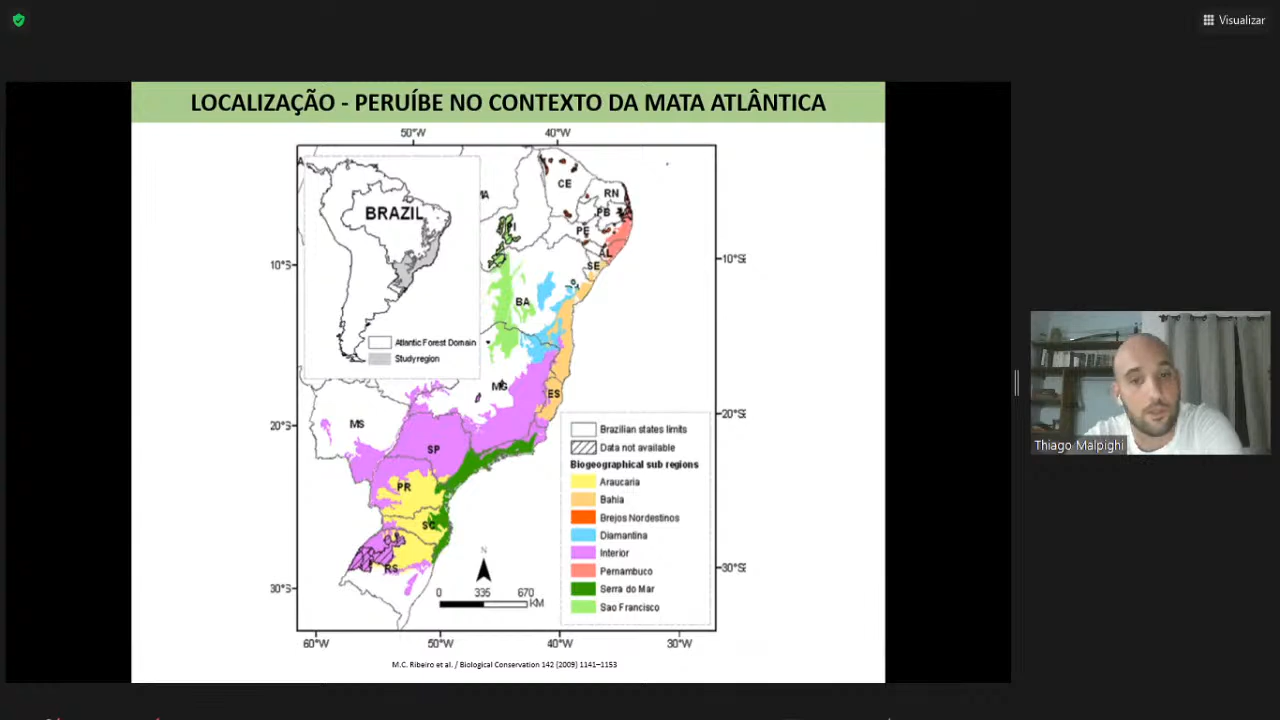 Visualizar
LOCALIZAÇÃO - PERUÍBE NO CONTEXTO DA MATA ATLÂNTICA
50°W
40°W
CE
RN
PB
PE
AL
SE
PI
BA
BRAZIL
Atlantic Forest Domain
Study region
10°S
10°S
MG
ES
MS
SP
PR
SC
RS
20°S
20°S
30°S
30°S
Brazilian states limits
Data not available
Biogeographical sub regions
Araucaria
Bahia
Brejos Nordestinos
Diamantina
Interior
Pernambuco
Serra do Mar
Sao Francisco
N
0 335 670
KM
60°W
50°W
40°W
30°W
M.C. Ribeiro et al. / Biological Conservation 142 (2009) 1141–1153
Thiago Malpighi